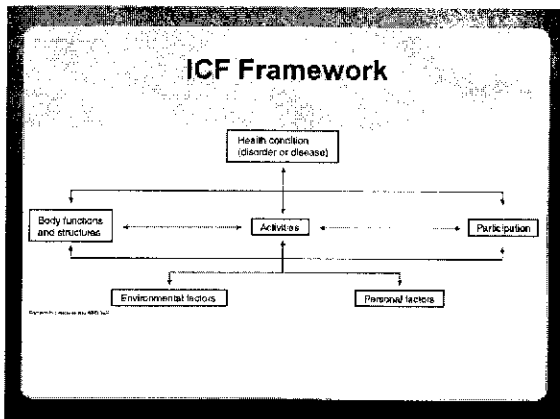 ICF Framework
Health condition
(disorder or disease)
Body functions
and structures
Activities
Participation
Environmental factors
Personal factors